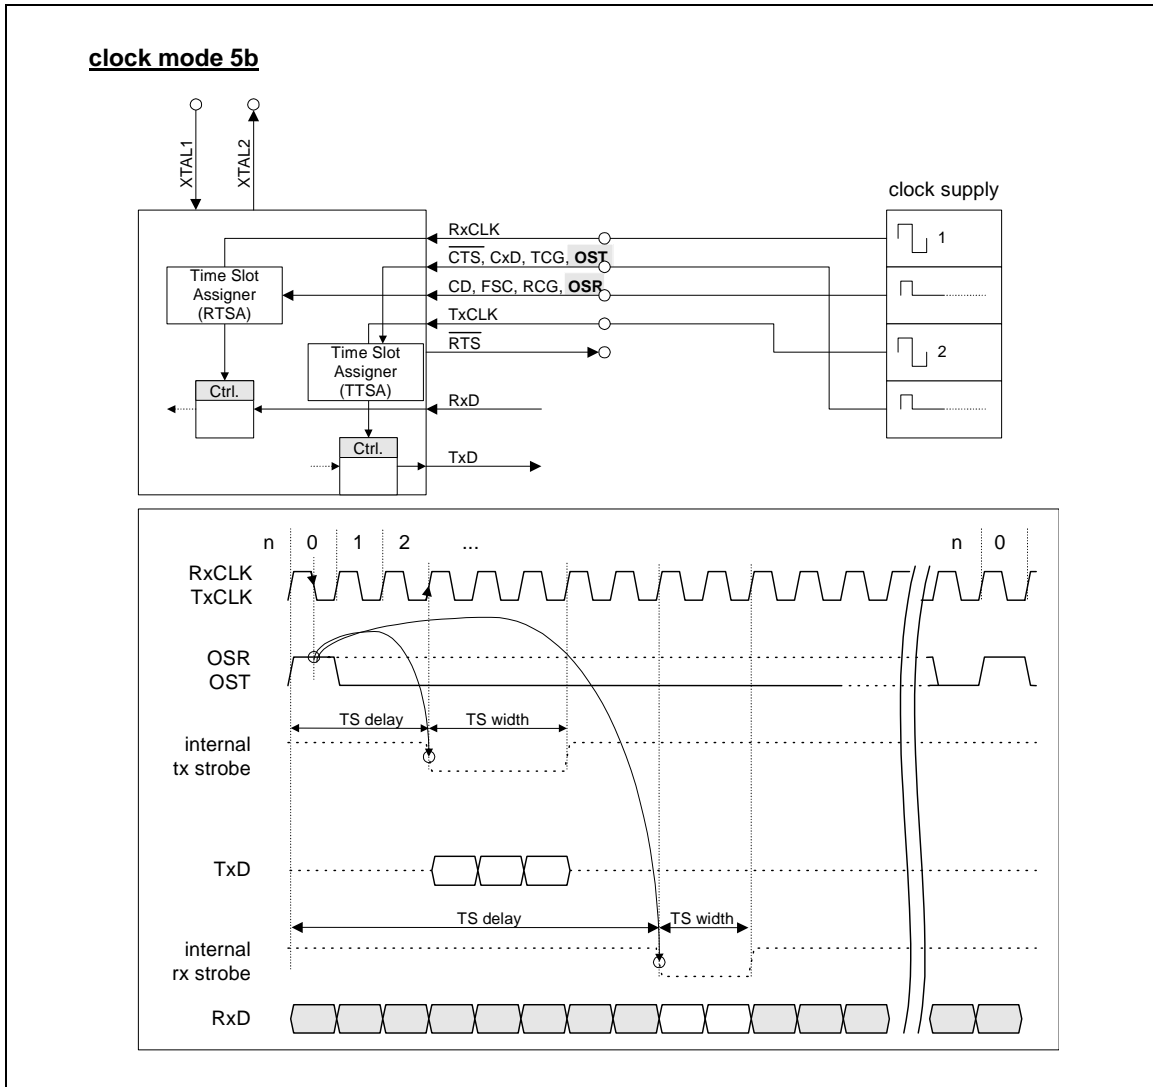 clock mode 5b
XTAL1
XTAL2
clock supply
RxCLK
1
CTS, CxD, TCG, OST
Time Slot
Assigner
(RTSA)
CD, FSC, RCG, OSR
TxCLK
RTS
2
Time Slot
Assigner
(TTSA)
Ctrl.
RxD
Ctrl.
TxD
n 0 1 2 ... n 0
RxCLK
TxCLK
OSR
OST
TS delay TS width
internal
tx strobe
TxD
TS delay TS width
internal
rx strobe
RxD